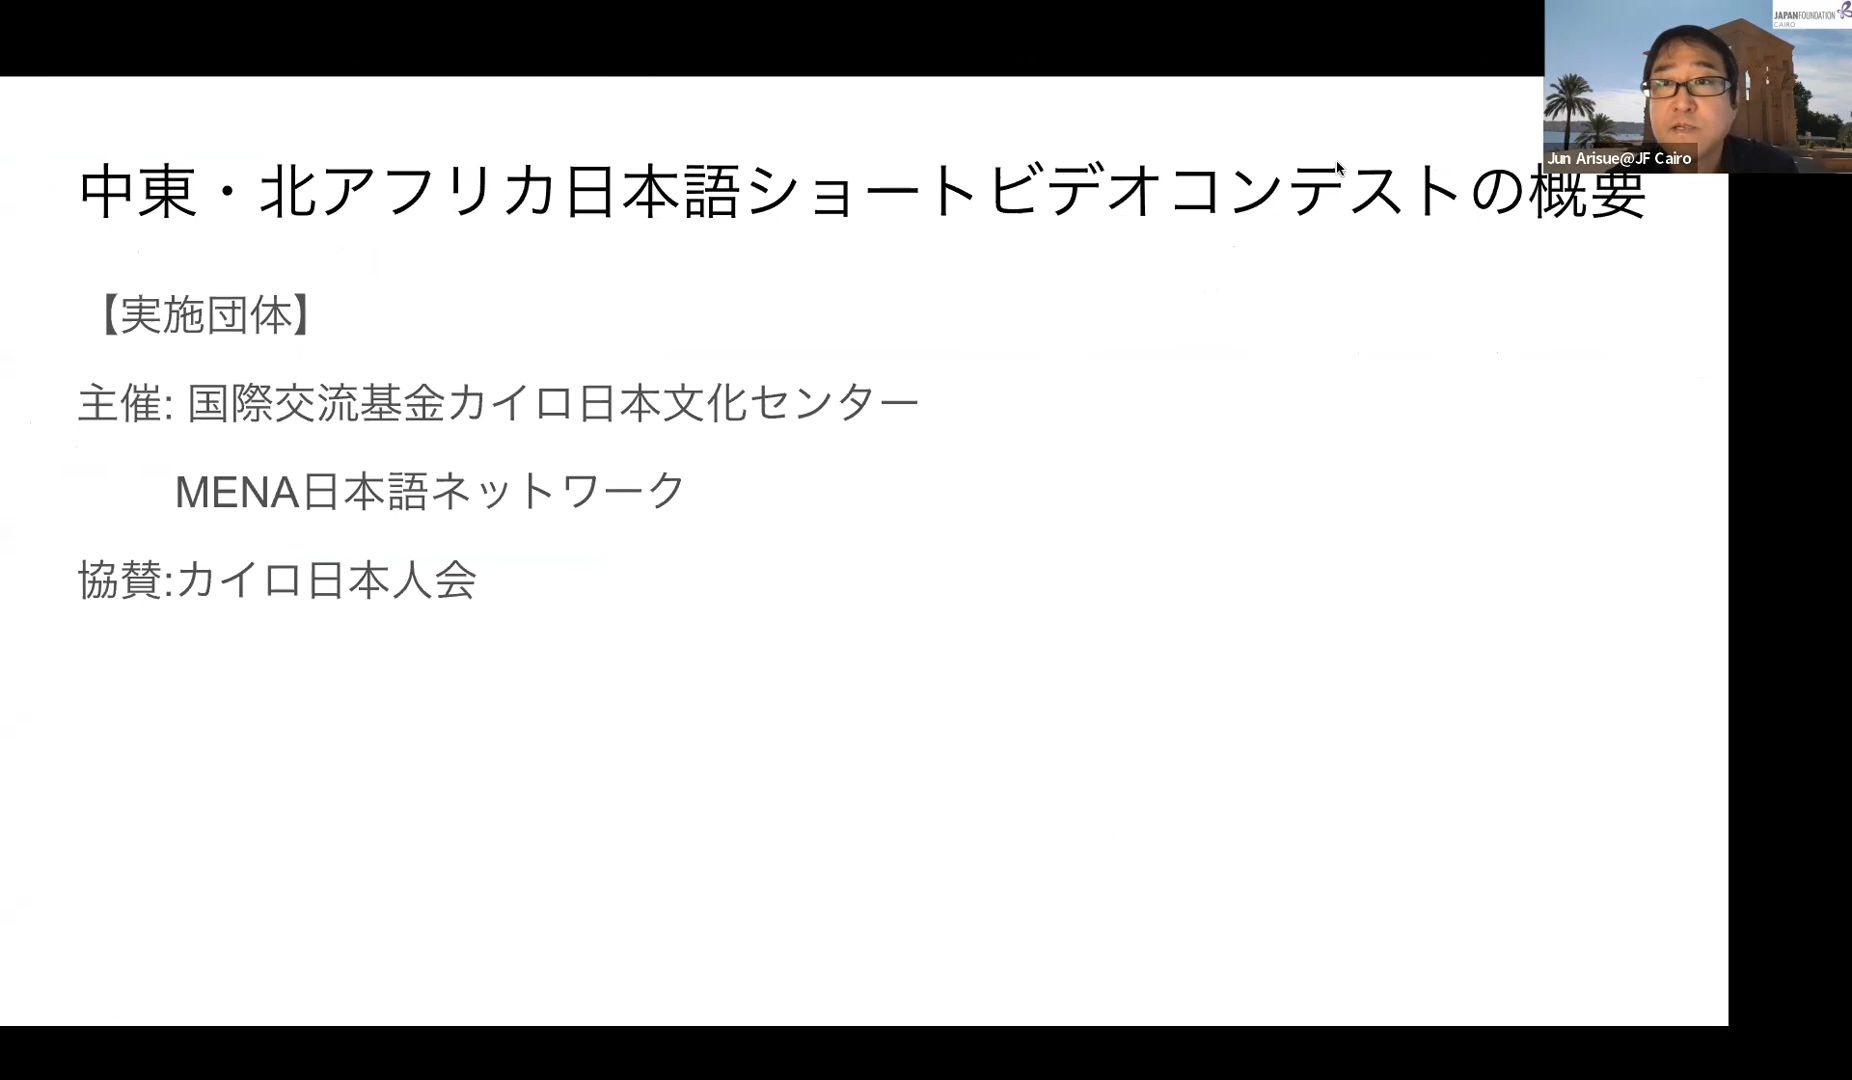 JAPANFOUNDATION
CAIRO
Jun Arisue@JF Cairo
中東・北アフリカ日本語ショートビデオコンテストの概要
【実施団体】
主催: 国際交流基金カイロ日本文化センター
MENA日本語ネットワーク
協賛:カイロ日本人会